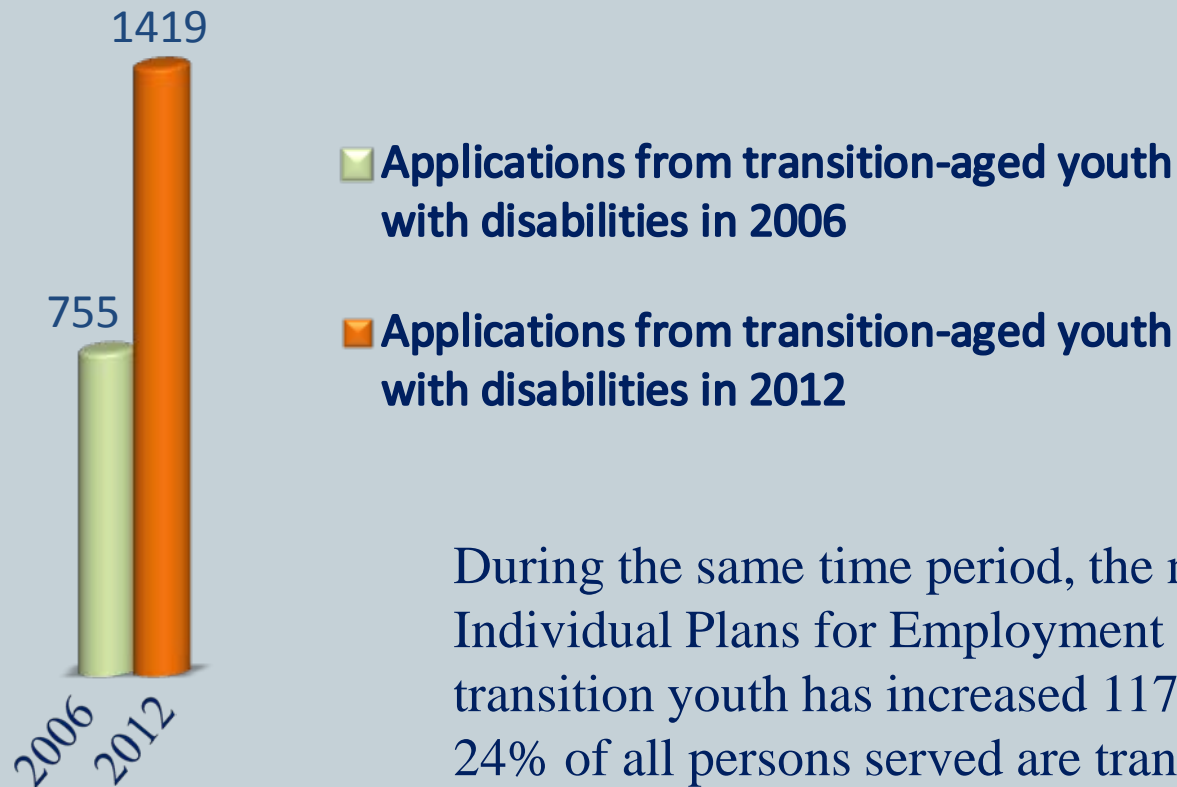 1419
755
2006
2012
Applications from transition-aged youth
with disabilities in 2006
Applications from transition-aged youth
with disabilities in 2012
During the same time period, the
Individual Plans for Employment
transition youth has increased 117
24% of all persons served are